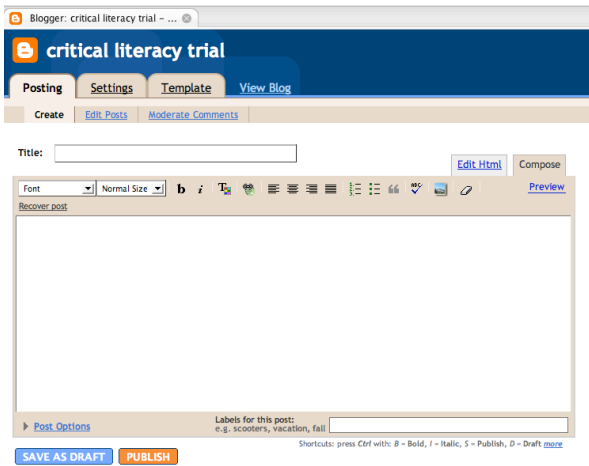 Blogger: critical literacy trial – ...
critical literacy trial
Posting Settings Template View Blog
Create Edit Posts Moderate Comments
Title:
Edit Html Compose
Font Normal Size b i T ABC Preview
Recover post
Post Options
Labels for this post:
e.g. scooters, vacation, fall
Shortcuts: press Ctrl with: B – Bold, I – Italic, S – Publish, D – Draft more
SAVE AS DRAFT PUBLISH